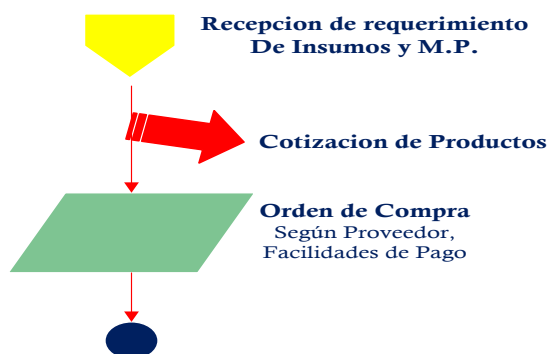 Recepcion de requerimiento
De Insumos y M.P.
Cotizacion de Productos
Orden de Compra
Según Proveedor,
Facilidades de Pago